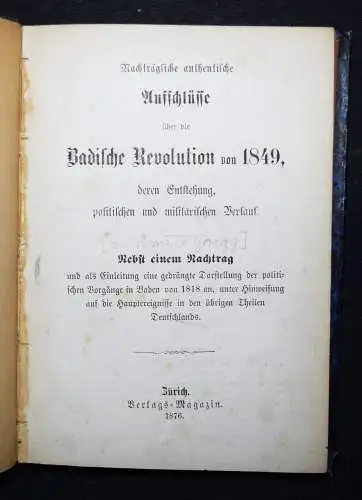 Nachträgliche authentische
Aufschlüsse
über die
Badische Revolution von 1849,
deren Entstehung,
politischen und militärischen Verlauf.
Nebst einem Nachtrag
und als Einleitung eine gedrängte Darstellung der politi-
schen Vorgänge in Baden von 1818 an, unter Hinweisung
auf die Hauptereignisse in den übrigen Theilen
Deutschlands.
Zürich.
Verlags-Magazin.
1876.